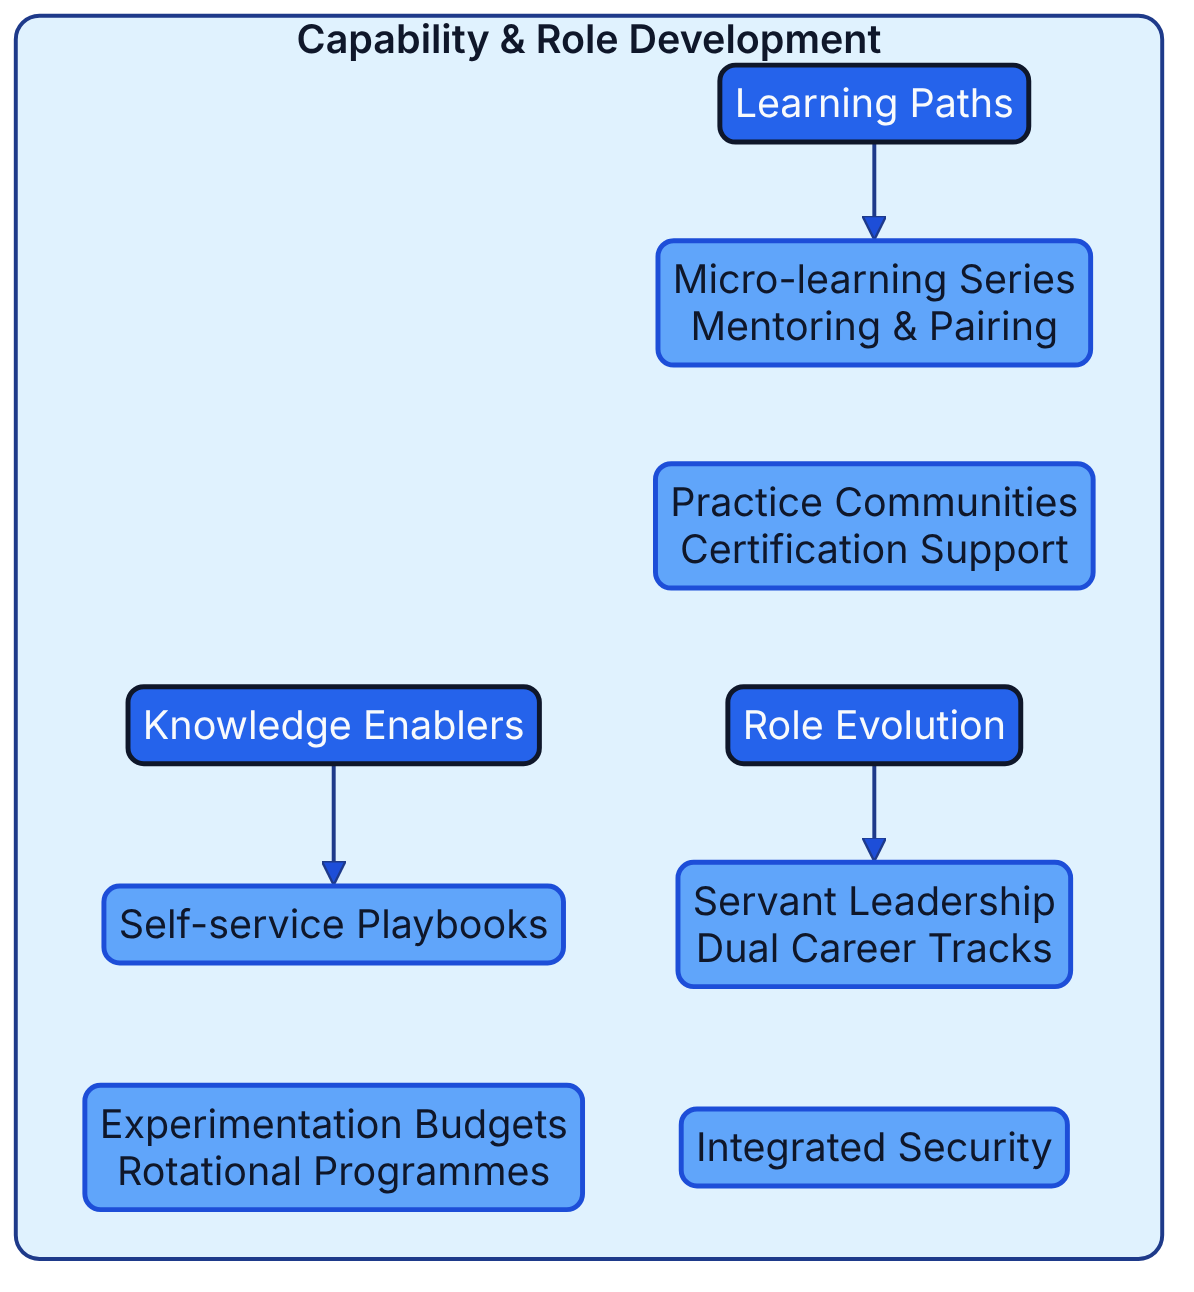 Capability & Role Development
Learning Paths
Micro-learning Series
Mentoring & Pairing
Practice Communities
Certification Support
Knowledge Enablers
Role Evolution
Self-service Playbooks
Servant Leadership
Dual Career Tracks
Experimentation Budgets
Rotational Programmes
Integrated Security